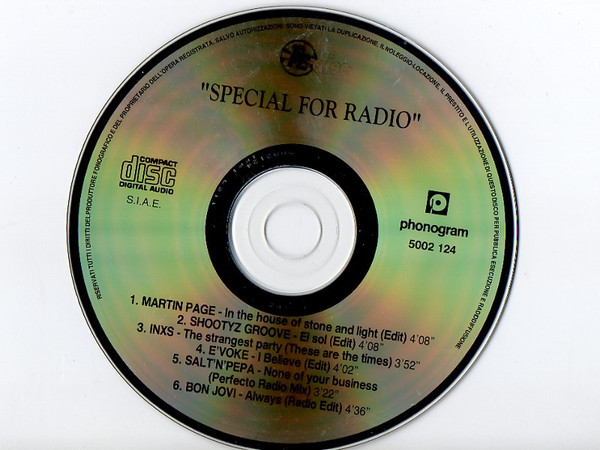 RISERVATI TUTTI I DIRITTI DEL PRODUTTORE FONOGRAFICO E DEL PROPRIETARIO DELL'OPERA REGISTRATA. SALVO AUTORIZZAZIONE SONO VIETATI LA DUPLICAZIONE, IL NOLEGGIO-LOCAZIONE, IL PRESTITO E L'UTILIZZAZIONE DI QUESTO DISCO PER PUBBLICA ESECUZIONE E RADIODIFFUSIONE
"SPECIAL FOR RADIO"
COMPACT
disc
DIGITAL AUDIO
S.I.A.E.
phonogram
5002 124
1. MARTIN PAGE - In the house of stone and light (Edit) 4'08"
2. SHOOTYZ GROOVE - El sol (Edit) 4'08"
3. INXS - The strangest party (These are the times) 3'52"
4. E'VOKE - I Believe (Edit) 4'02"
5. SALT'N'PEPA - None of your business
(Perfecto Radio Mix) 3'22"
6. BON JOVI - Always (Radio Edit) 4'36"